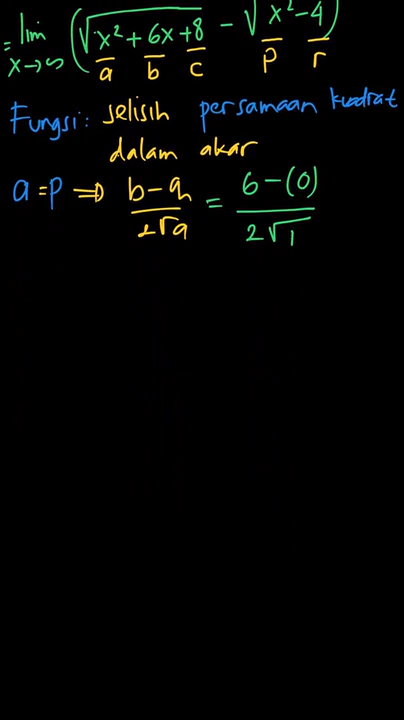 = lim x→∞ (√x²+6x+8 − √x²−4)
a b c p r
Fungsi: selisih persamaan kuadrat
dalam akar
a=p ⇒ b−q/2√a = 6−(0)/2√1